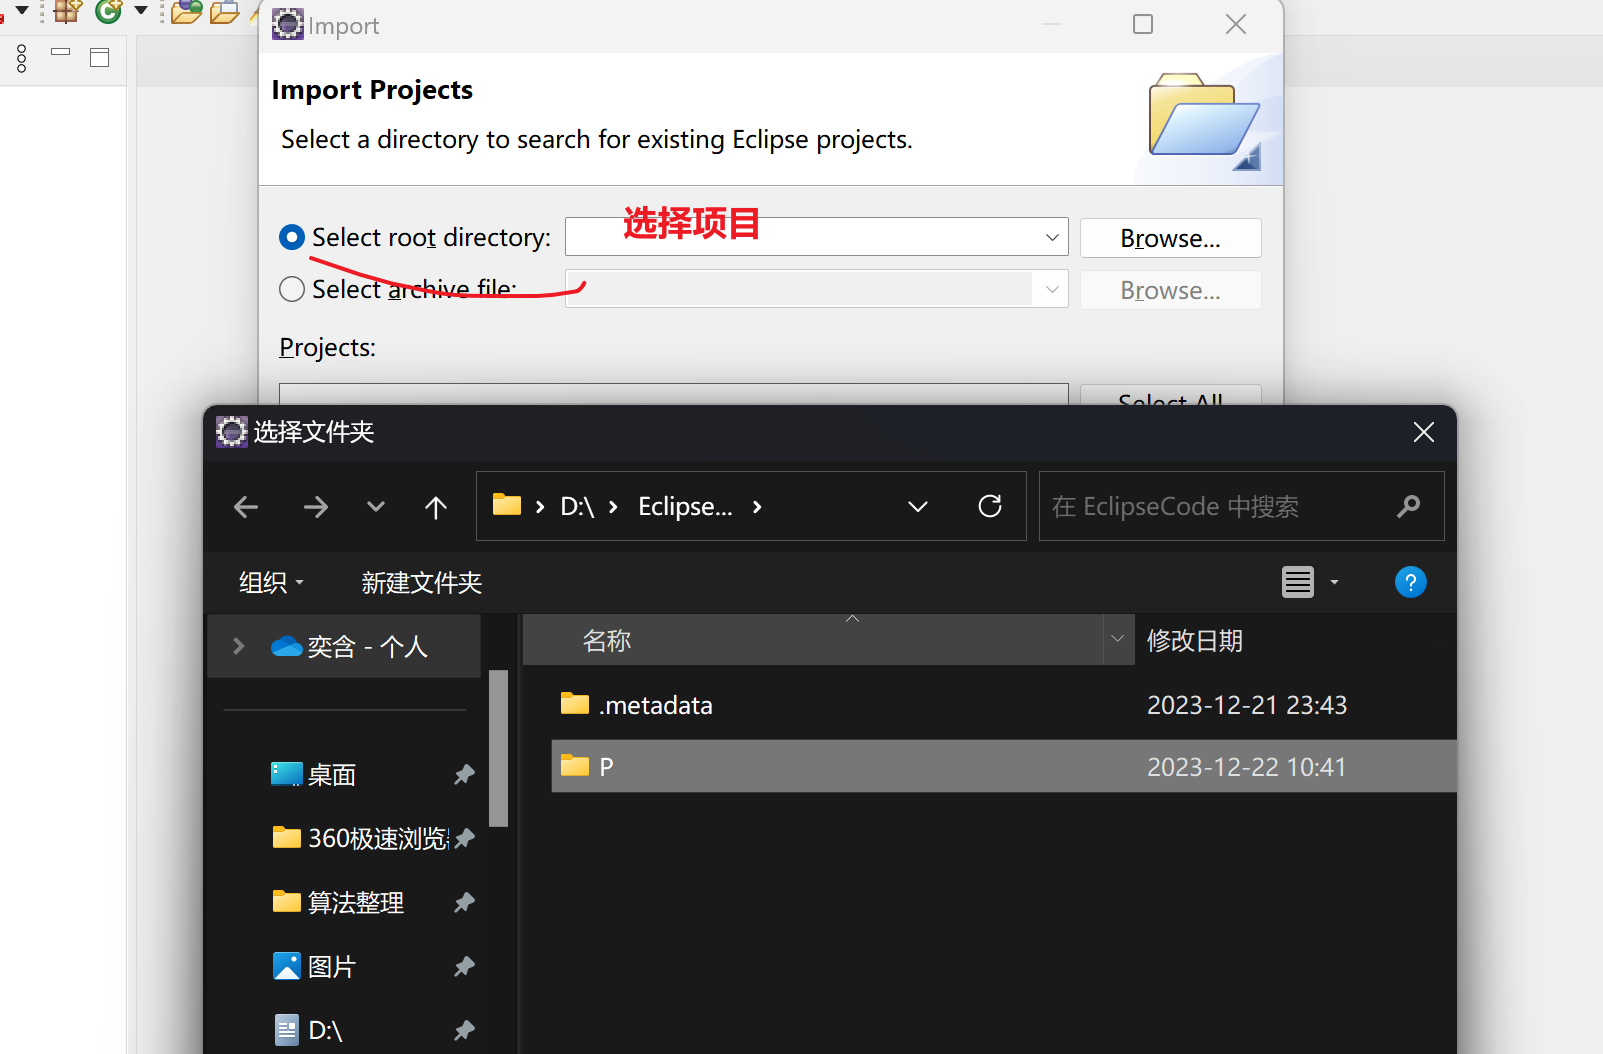 Import
Import Projects
Select a directory to search for existing Eclipse projects.
选择项目
Select root directory:
Browse...
Select archive file:
Browse...
Projects:
Select All
选择文件夹
D:\ Eclipse...
在 EclipseCode 中搜索
组织
新建文件夹
奕含 - 个人
名称
修改日期
.metadata
2023-12-21 23:43
P
2023-12-22 10:41
桌面
360极速浏览
算法整理
图片
D:\